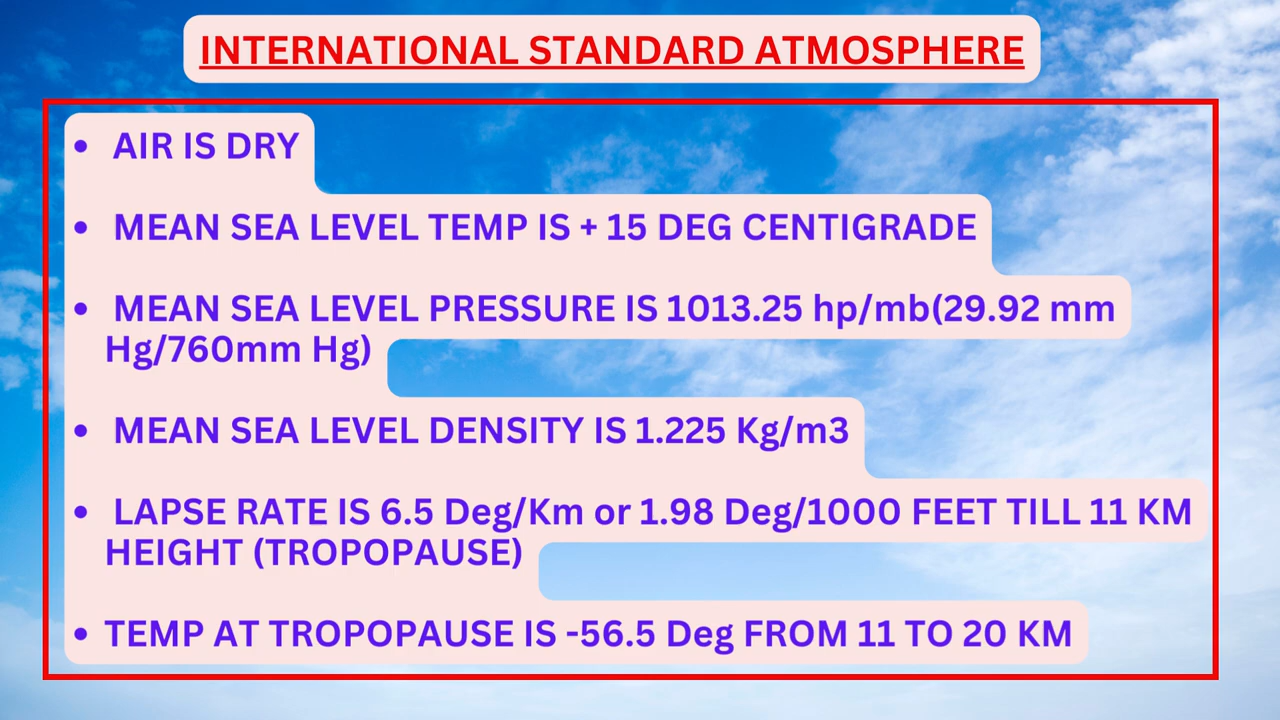 INTERNATIONAL STANDARD ATMOSPHERE
• AIR IS DRY
• MEAN SEA LEVEL TEMP IS + 15 DEG CENTIGRADE
• MEAN SEA LEVEL PRESSURE IS 1013.25 hp/mb(29.92 mm
Hg/760mm Hg)
• MEAN SEA LEVEL DENSITY IS 1.225 Kg/m3
• LAPSE RATE IS 6.5 Deg/Km or 1.98 Deg/1000 FEET TILL 11 KM
HEIGHT (TROPOPAUSE)
• TEMP AT TROPOPAUSE IS -56.5 Deg FROM 11 TO 20 KM